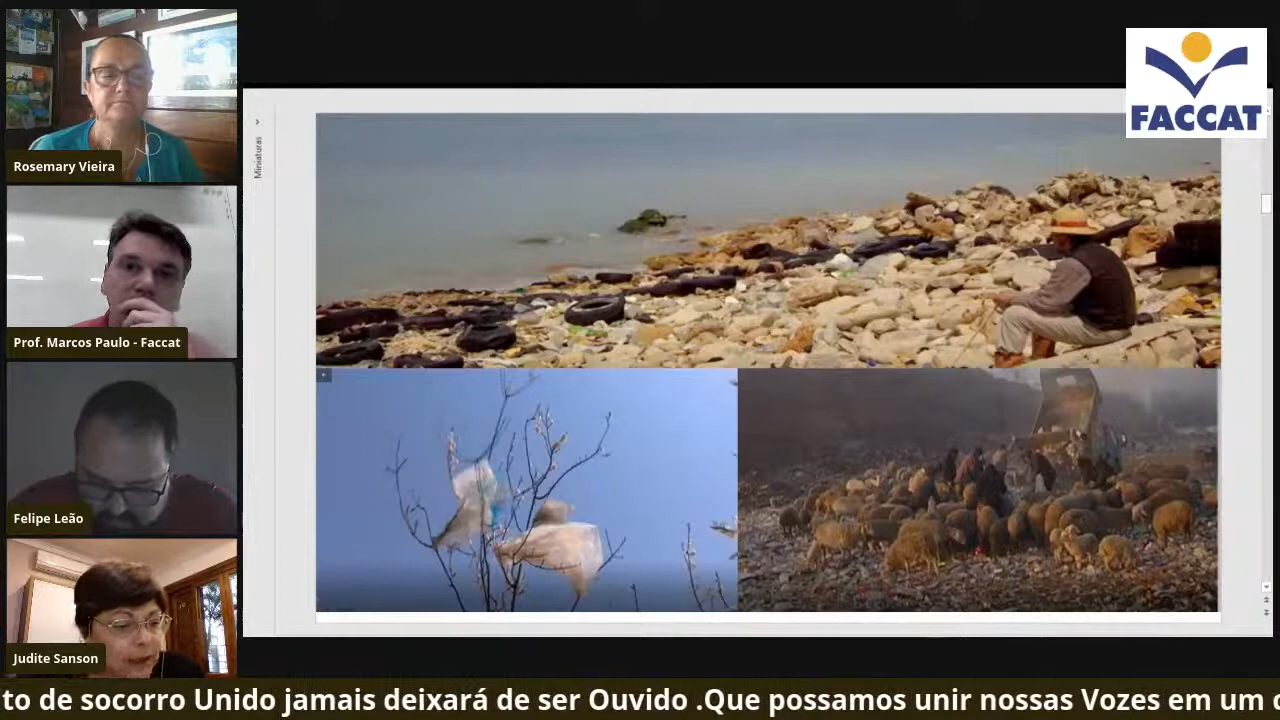 FACCAT
Miniaturas
Rosemary Vieira
Prof. Marcos Paulo - Faccat
Felipe Leão
Judite Sanson
to de socorro Unido jamais deixará de ser Ouvido .Que possamos unir nossas Vozes em um